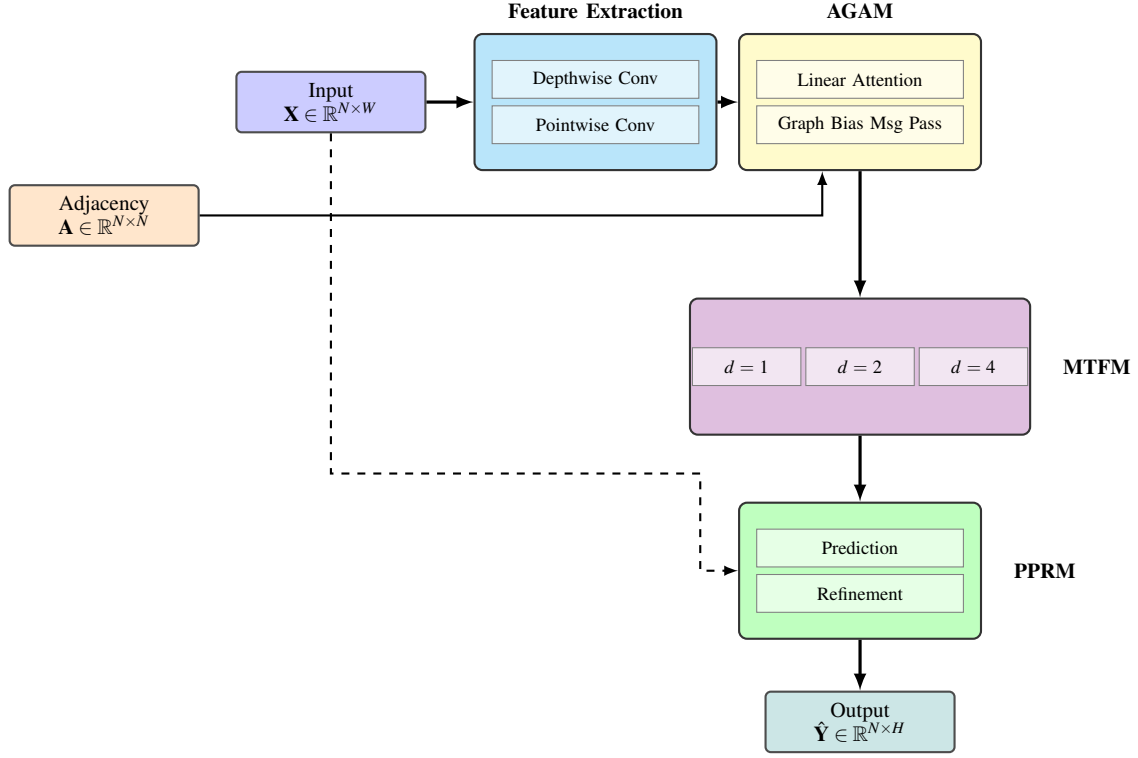 Feature Extraction
AGAM
Input
X ∈ ℝ^{N×W}
Depthwise Conv
Pointwise Conv
Linear Attention
Graph Bias Msg Pass
Adjacency
A ∈ ℝ^{N×N}
d = 1
d = 2
d = 4
MTFM
Prediction
Refinement
PPRM
Output
Ŷ ∈ ℝ^{N×H}